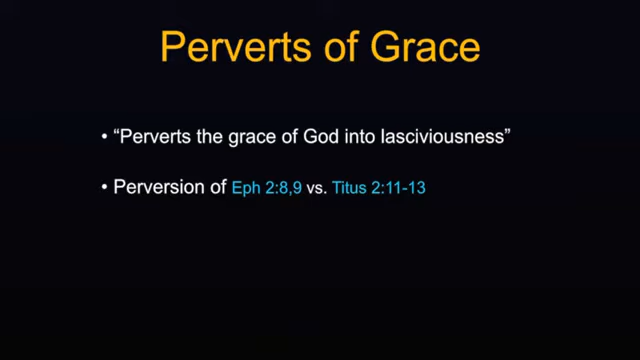 Perverts of Grace
• “Perverts the grace of God into lasciviousness”
• Perversion of Eph 2:8,9 vs. Titus 2:11-13